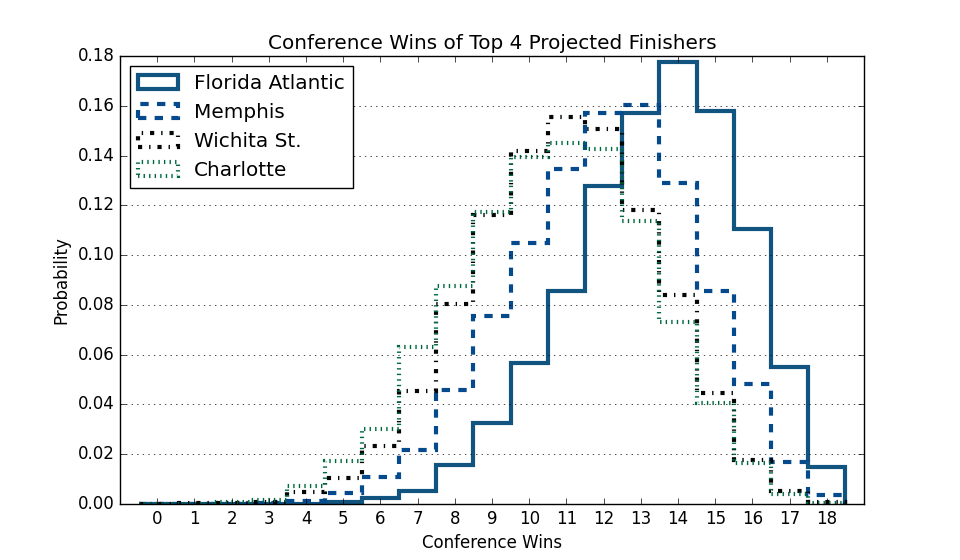 Conference Wins of Top 4 Projected Finishers
0.18
0.16
0.14
0.12
0.10
0.08
0.06
0.04
0.02
0.00
Probability
Florida Atlantic
Memphis
Wichita St.
Charlotte
0 1 2 3 4 5 6 7 8 9 10 11 12 13 14 15 16 17 18
Conference Wins